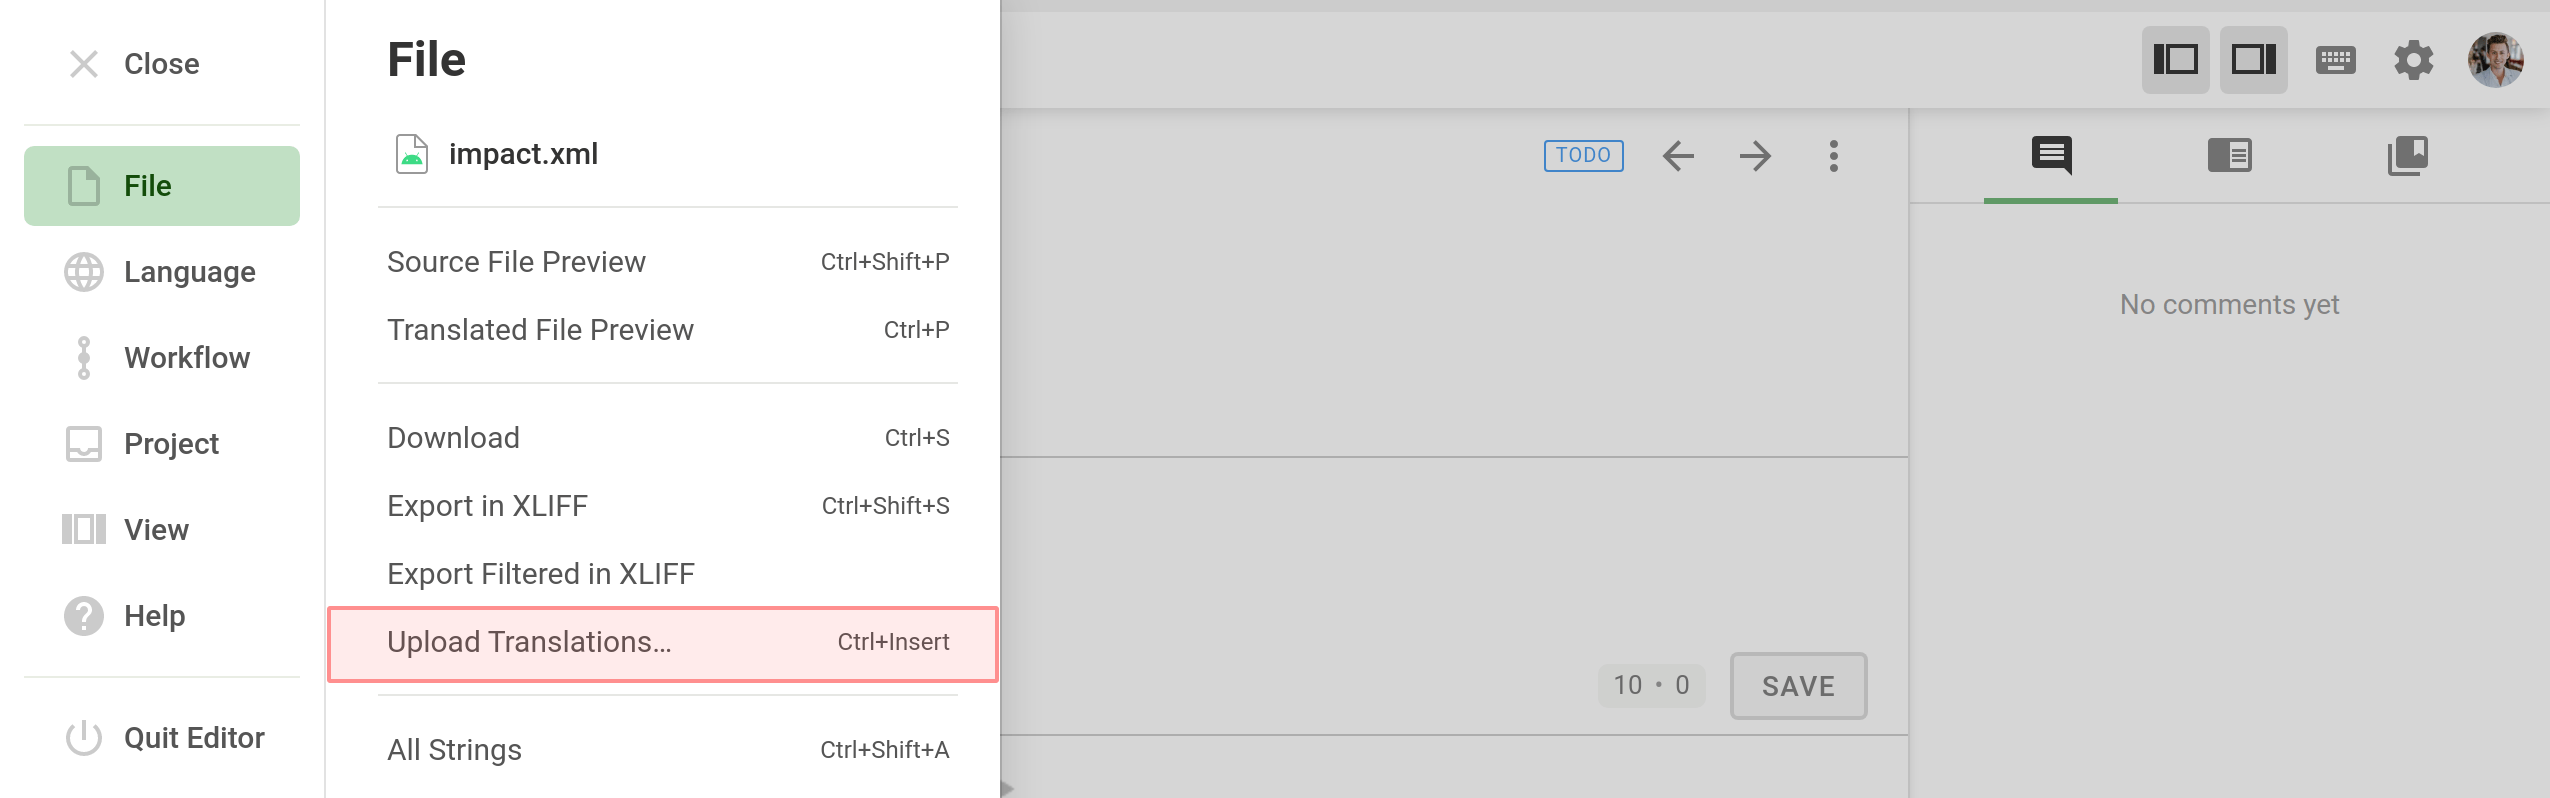 Close
File
Language
Workflow
Project
View
Help
Quit Editor
File
impact.xml
Source File Preview Ctrl+Shift+P
Translated File Preview Ctrl+P
Download Ctrl+S
Export in XLIFF Ctrl+Shift+S
Export Filtered in XLIFF
Upload Translations... Ctrl+Insert
All Strings Ctrl+Shift+A
TODO
10 • 0
SAVE
No comments yet